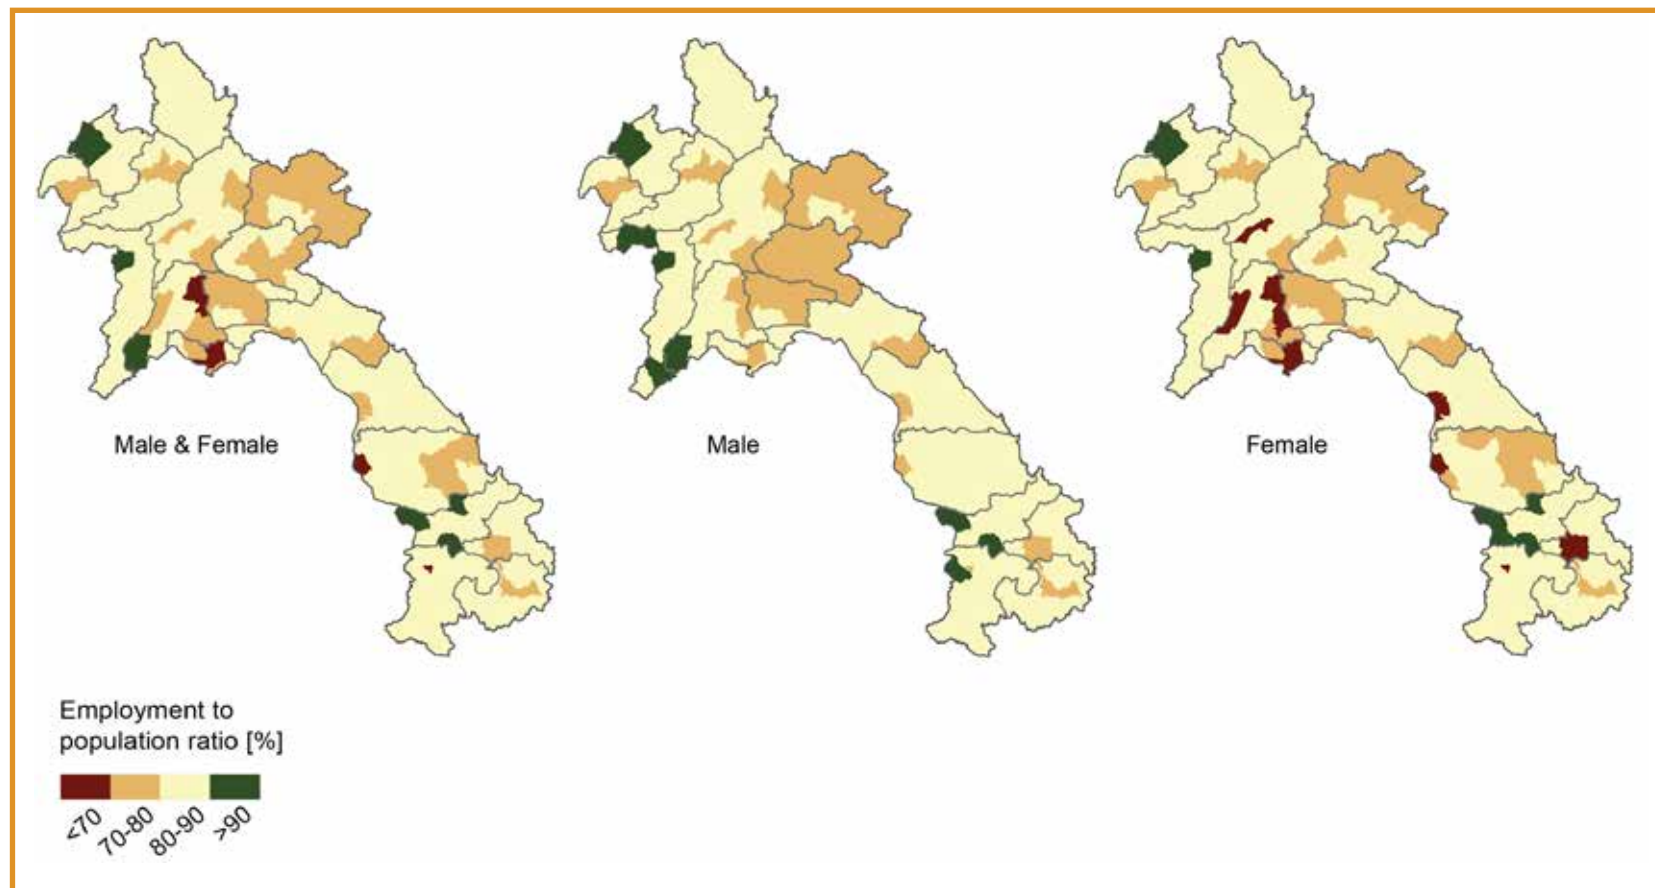 Male & Female
Male
Female
Employment to
population ratio [%]
<70
70-80
80-90
>90